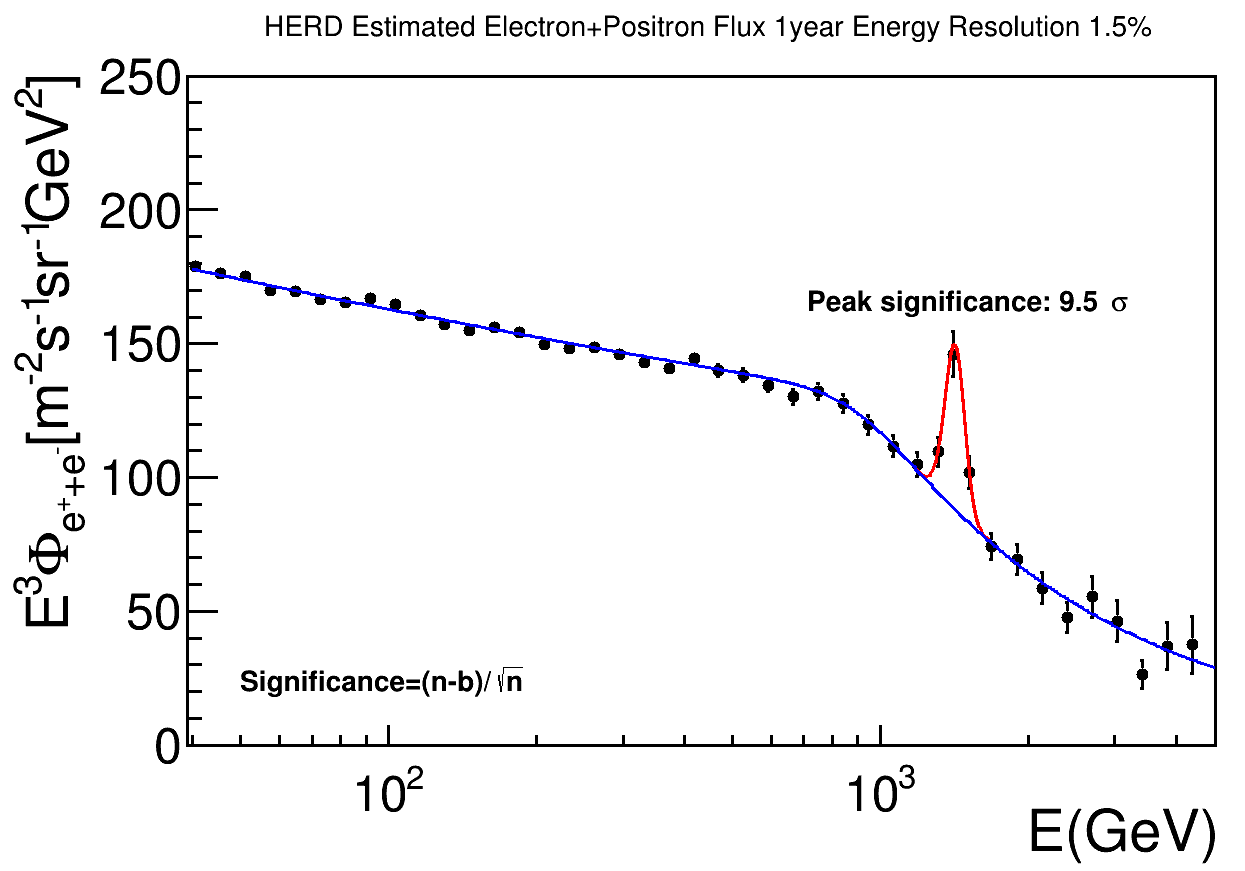 HERD Estimated Electron+Positron Flux 1year Energy Resolution 1.5%
E³Φe⁺+e⁻[m⁻²s⁻¹sr⁻¹GeV²]
250
200
150
100
50
0
Peak significance: 9.5 σ
Significance=(n-b)/√n
10²
10³
E(GeV)